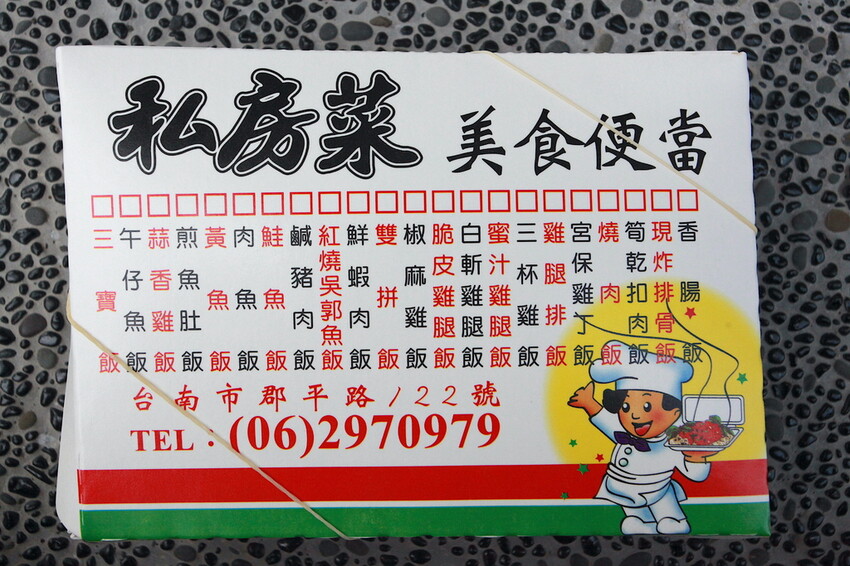 私房菜 美食便當
香腸飯
現炸排骨飯
筍乾扣肉飯
燒肉飯
宮保雞丁飯
雞腿排飯
三杯雞飯
蜜汁雞腿飯
白斬雞腿飯
脆皮雞腿飯
椒麻雞飯
雙拼飯
鮮蝦肉飯
紅燒吳郭魚飯
鹹豬肉飯
鮭魚飯
肉魚飯
黃魚飯
煎魚肚飯
蒜香雞飯
午仔魚飯
三寶飯
台南市郡平路122號
TEL：(06)2970979